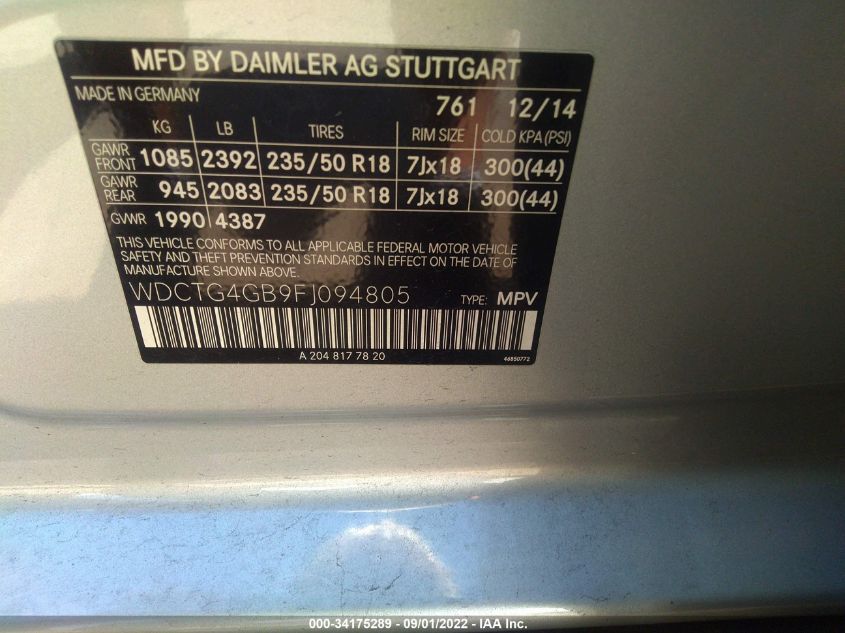 MFD BY DAIMLER AG STUTTGART
MADE IN GERMANY 761 12/14
KG LB TIRES RIM SIZE COLD KPA (PSI)
GAWR FRONT 1085 2392 235/50 R18 7Jx18 300(44)
GAWR REAR 945 2083 235/50 R18 7Jx18 300(44)
GVWR 1990 4387
THIS VEHICLE CONFORMS TO ALL APPLICABLE FEDERAL MOTOR VEHICLE
SAFETY AND THEFT PREVENTION STANDARDS IN EFFECT ON THE DATE OF
MANUFACTURE SHOWN ABOVE.
WDCTG4GB9FJ094805 TYPE: MPV
A 204 817 78 20 46850772
000-34175289 - 09/01/2022 - IAA Inc.